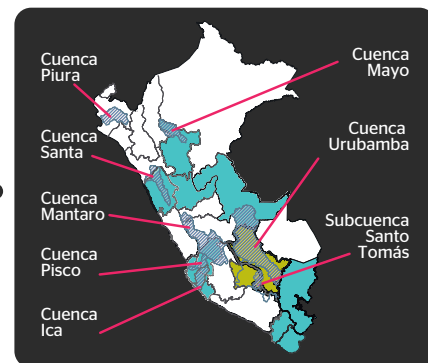 Cuenca
Piura
Cuenca
Santa
Cuenca
Mantaro
Cuenca
Pisco
Cuenca
Ica
Cuenca
Mayo
Cuenca
Urubamba
Subcuenca
Santo
Tomás